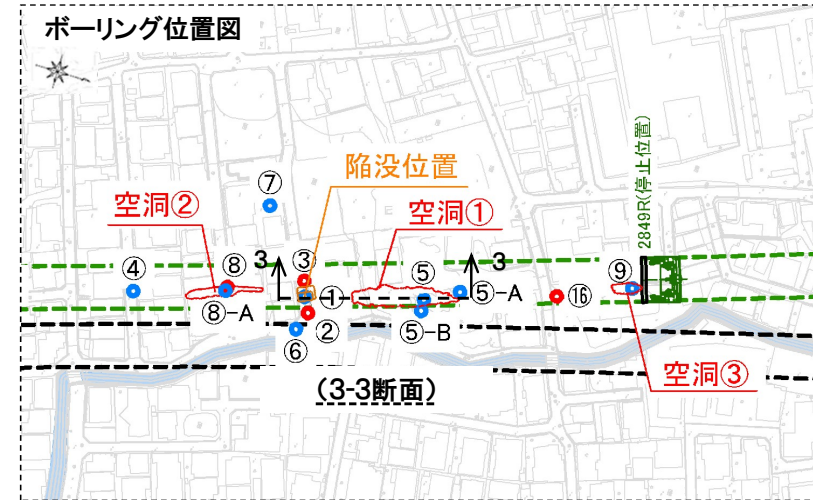 ボーリング位置図
陥没位置
⑦
空洞②
空洞①
2849R(停止位置)
④
⑧
3
③
⑤
3
⑨
⑧-A
①
⑤-A
⑯
②
⑤-B
⑥
空洞③
(3-3断面)